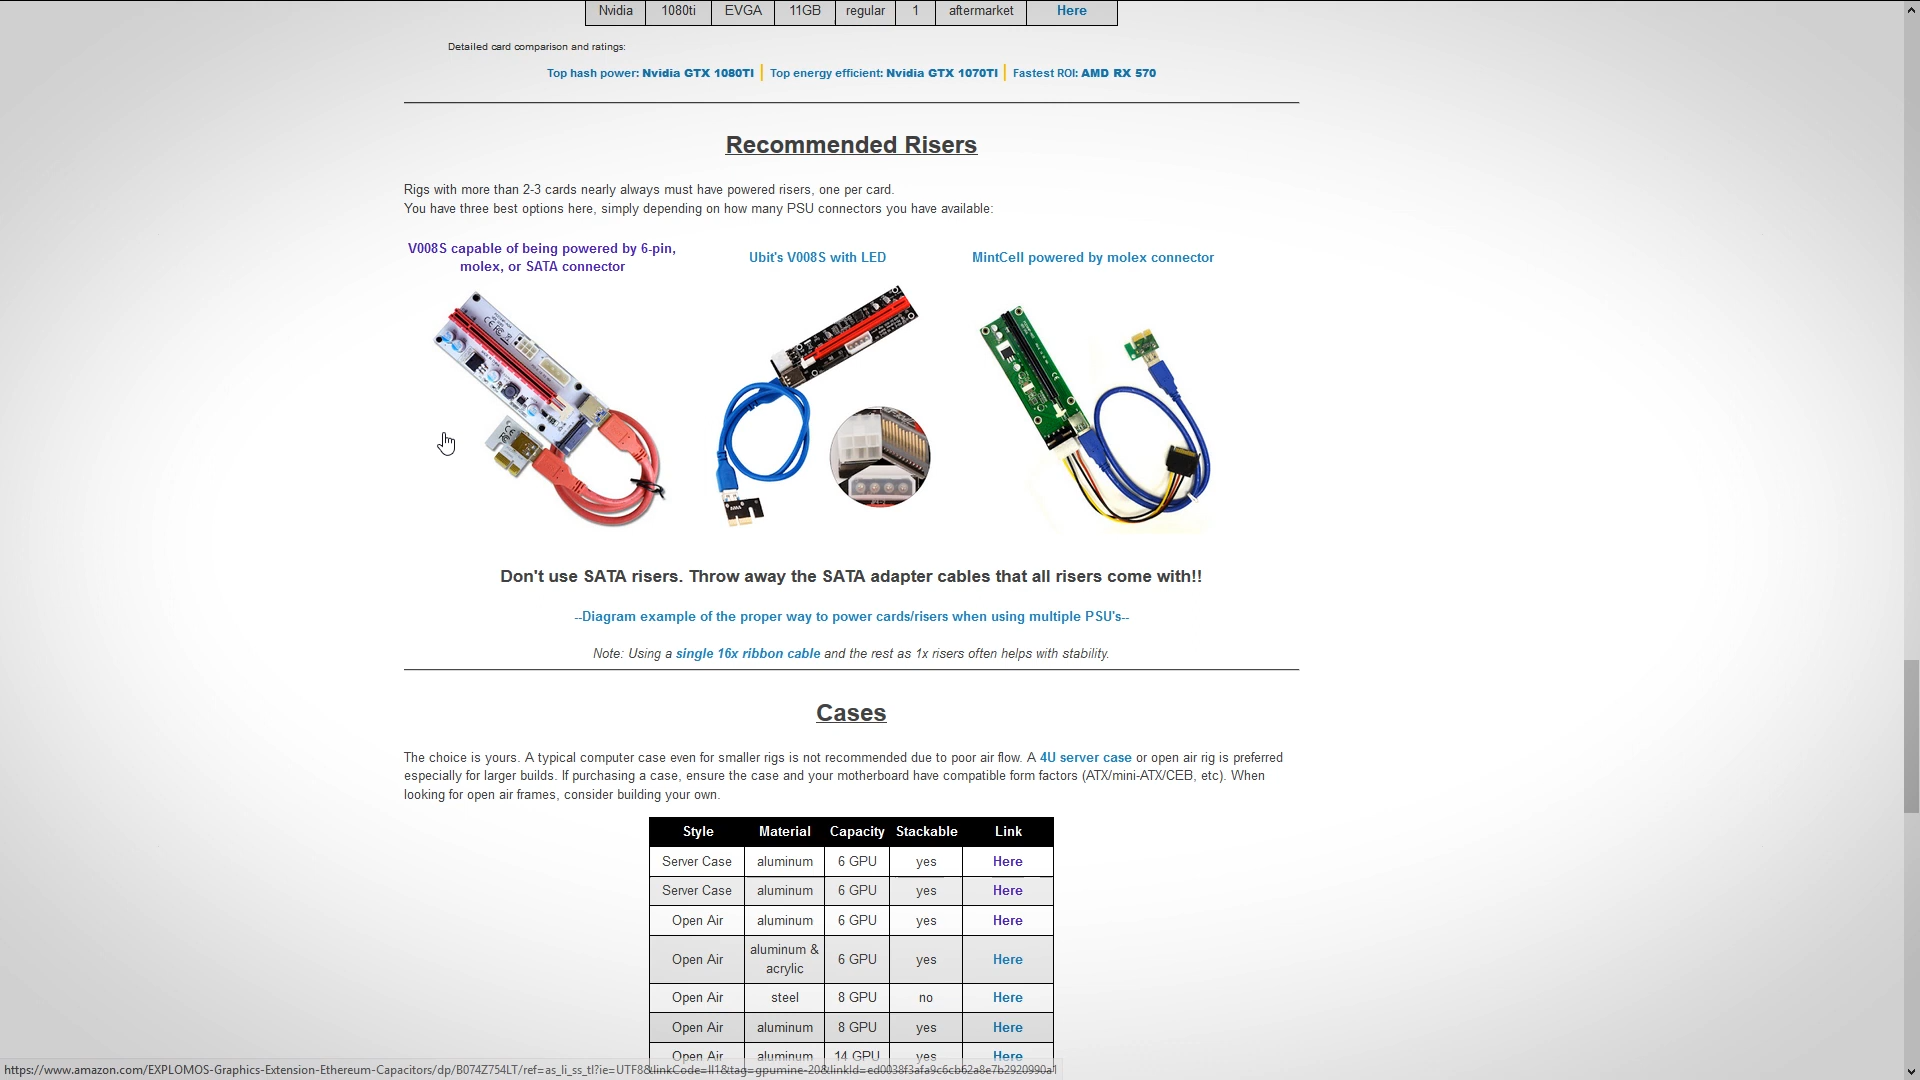 Nvidia 1080ti EVGA 11GB regular 1 aftermarket Here
Detailed card comparison and ratings:
Top hash power: Nvidia GTX 1080TI | Top energy efficient: Nvidia GTX 1070TI | Fastest ROI: AMD RX 570
Recommended Risers
Rigs with more than 2-3 cards nearly always must have powered risers, one per card.
You have three best options here, simply depending on how many PSU connectors you have available:
V008S capable of being powered by 6-pin,
molex, or SATA connector
Ubit's V008S with LED
MintCell powered by molex connector
Don't use SATA risers. Throw away the SATA adapter cables that all risers come with!!
--Diagram example of the proper way to power cards/risers when using multiple PSU's--
Note: Using a single 16x ribbon cable and the rest as 1x risers often helps with stability.
Cases
The choice is yours. A typical computer case even for smaller rigs is not recommended due to poor air flow. A 4U server case or open air rig is preferred
especially for larger builds. If purchasing a case, ensure the case and your motherboard have compatible form factors (ATX/mini-ATX/CEB, etc). When
looking for open air frames, consider building your own.
Style Material Capacity Stackable Link
Server Case aluminum 6 GPU yes Here
Server Case aluminum 6 GPU yes Here
Open Air aluminum 6 GPU yes Here
Open Air aluminum & acrylic 6 GPU yes Here
Open Air steel 8 GPU no Here
Open Air aluminum 8 GPU yes Here
Open Air aluminum 14 GPU yes Here
https://www.amazon.com/EXPLOMOS-Graphics-Extension-Ethereum-Capacitors/dp/B074Z754LT/ref=as_li_ss_tl?ie=UTF8&linkCode=ll1&tag=gpumine-20&linkId=ed0038f3afa9c6cb62a8e7b2920990a1